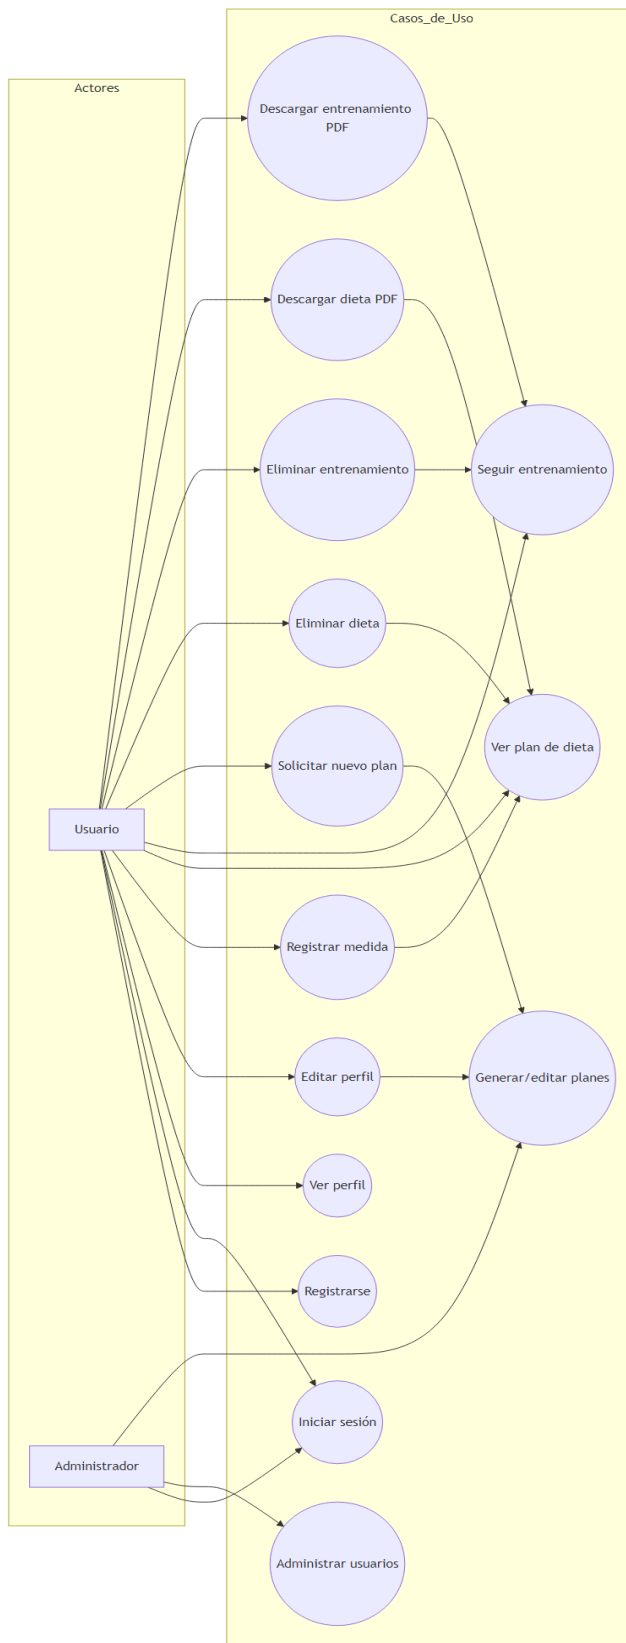 Casos_de_Uso
Actores
Descargar entrenamiento
PDF
Descargar dieta PDF
Eliminar entrenamiento
Seguir entrenamiento
Eliminar dieta
Ver plan de dieta
Solicitar nuevo plan
Usuario
Registrar medida
Editar perfil
Generar/editar planes
Ver perfil
Registrarse
Iniciar sesión
Administrador
Administrar usuarios